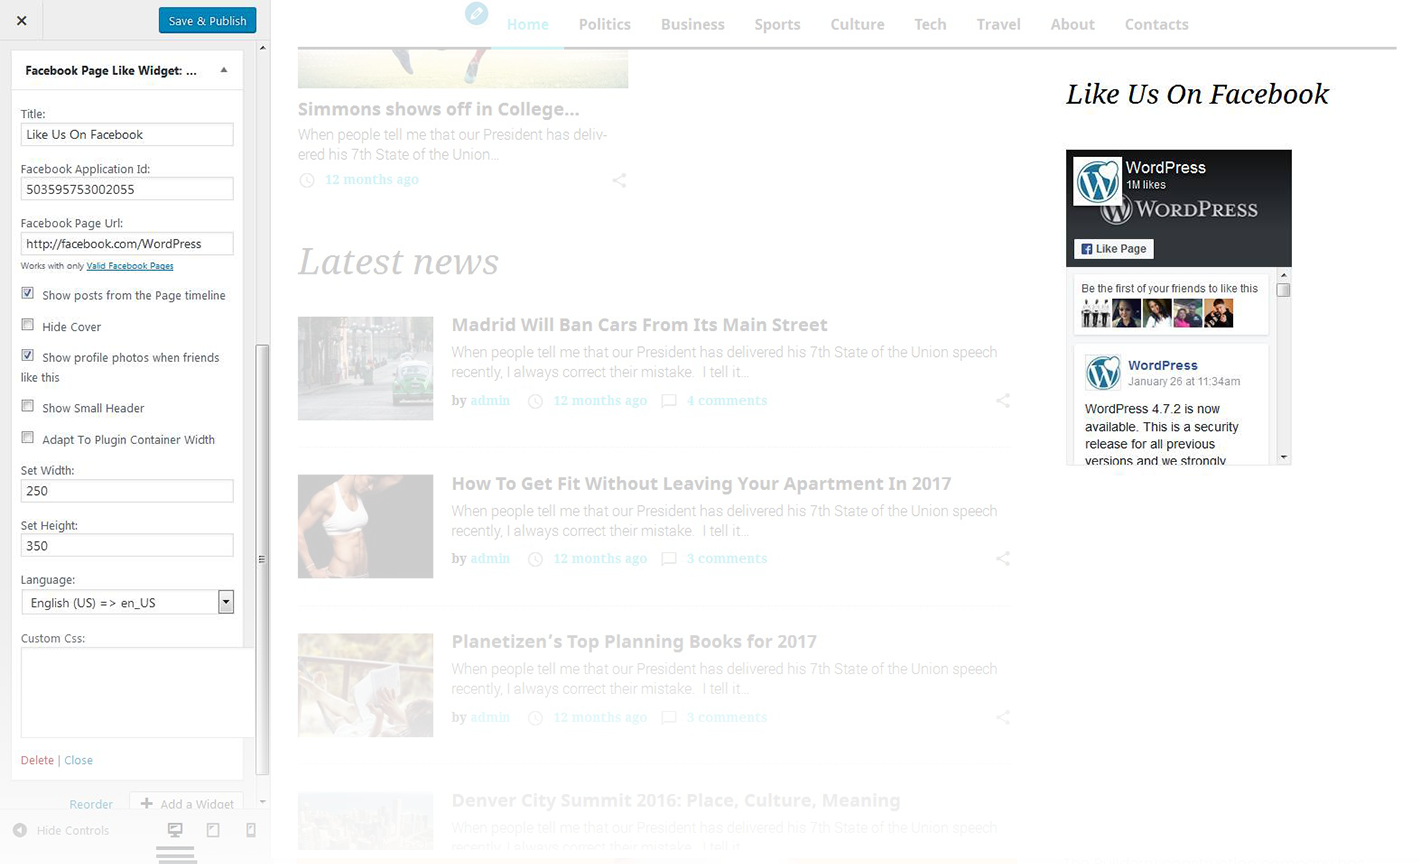 Save & Publish
Facebook Page Like Widget: ...
Title:
Like Us On Facebook
Facebook Application Id:
503595753002055
Facebook Page Url:
http://facebook.com/WordPress
Works with only Valid Facebook Pages
Show posts from the Page timeline
Hide Cover
Show profile photos when friends
like this
Show Small Header
Adapt To Plugin Container Width
Set Width:
250
Set Height:
350
Language:
English (US) => en_US
Custom Css:
Delete | Close
Reorder
Add a Widget
Hide Controls
Home Politics Business Sports Culture Tech Travel About Contacts
Simmons shows off in College...
When people tell me that our President has deliv-
ered his 7th State of the Union...
12 months ago
Latest news
Madrid Will Ban Cars From Its Main Street
When people tell me that our President has delivered his 7th State of the Union speech
recently, I always correct their mistake. I tell it...
by admin 12 months ago 4 comments
How To Get Fit Without Leaving Your Apartment In 2017
When people tell me that our President has delivered his 7th State of the Union speech
recently, I always correct their mistake. I tell it...
by admin 12 months ago 3 comments
Planetizen's Top Planning Books for 2017
When people tell me that our President has delivered his 7th State of the Union speech
recently, I always correct their mistake. I tell it...
by admin 12 months ago 3 comments
Denver City Summit 2016: Place, Culture, Meaning
When people tell me that our President has delivered his 7th State of the Union speech
recently, I always correct their mistake. I tell it...
Like Us On Facebook
WordPress
1M likes
WORDPRESS
Like Page
Be the first of your friends to like this
WordPress
January 26 at 11:34am
WordPress 4.7.2 is now
available. This is a security
release for all previous
versions and we strongly